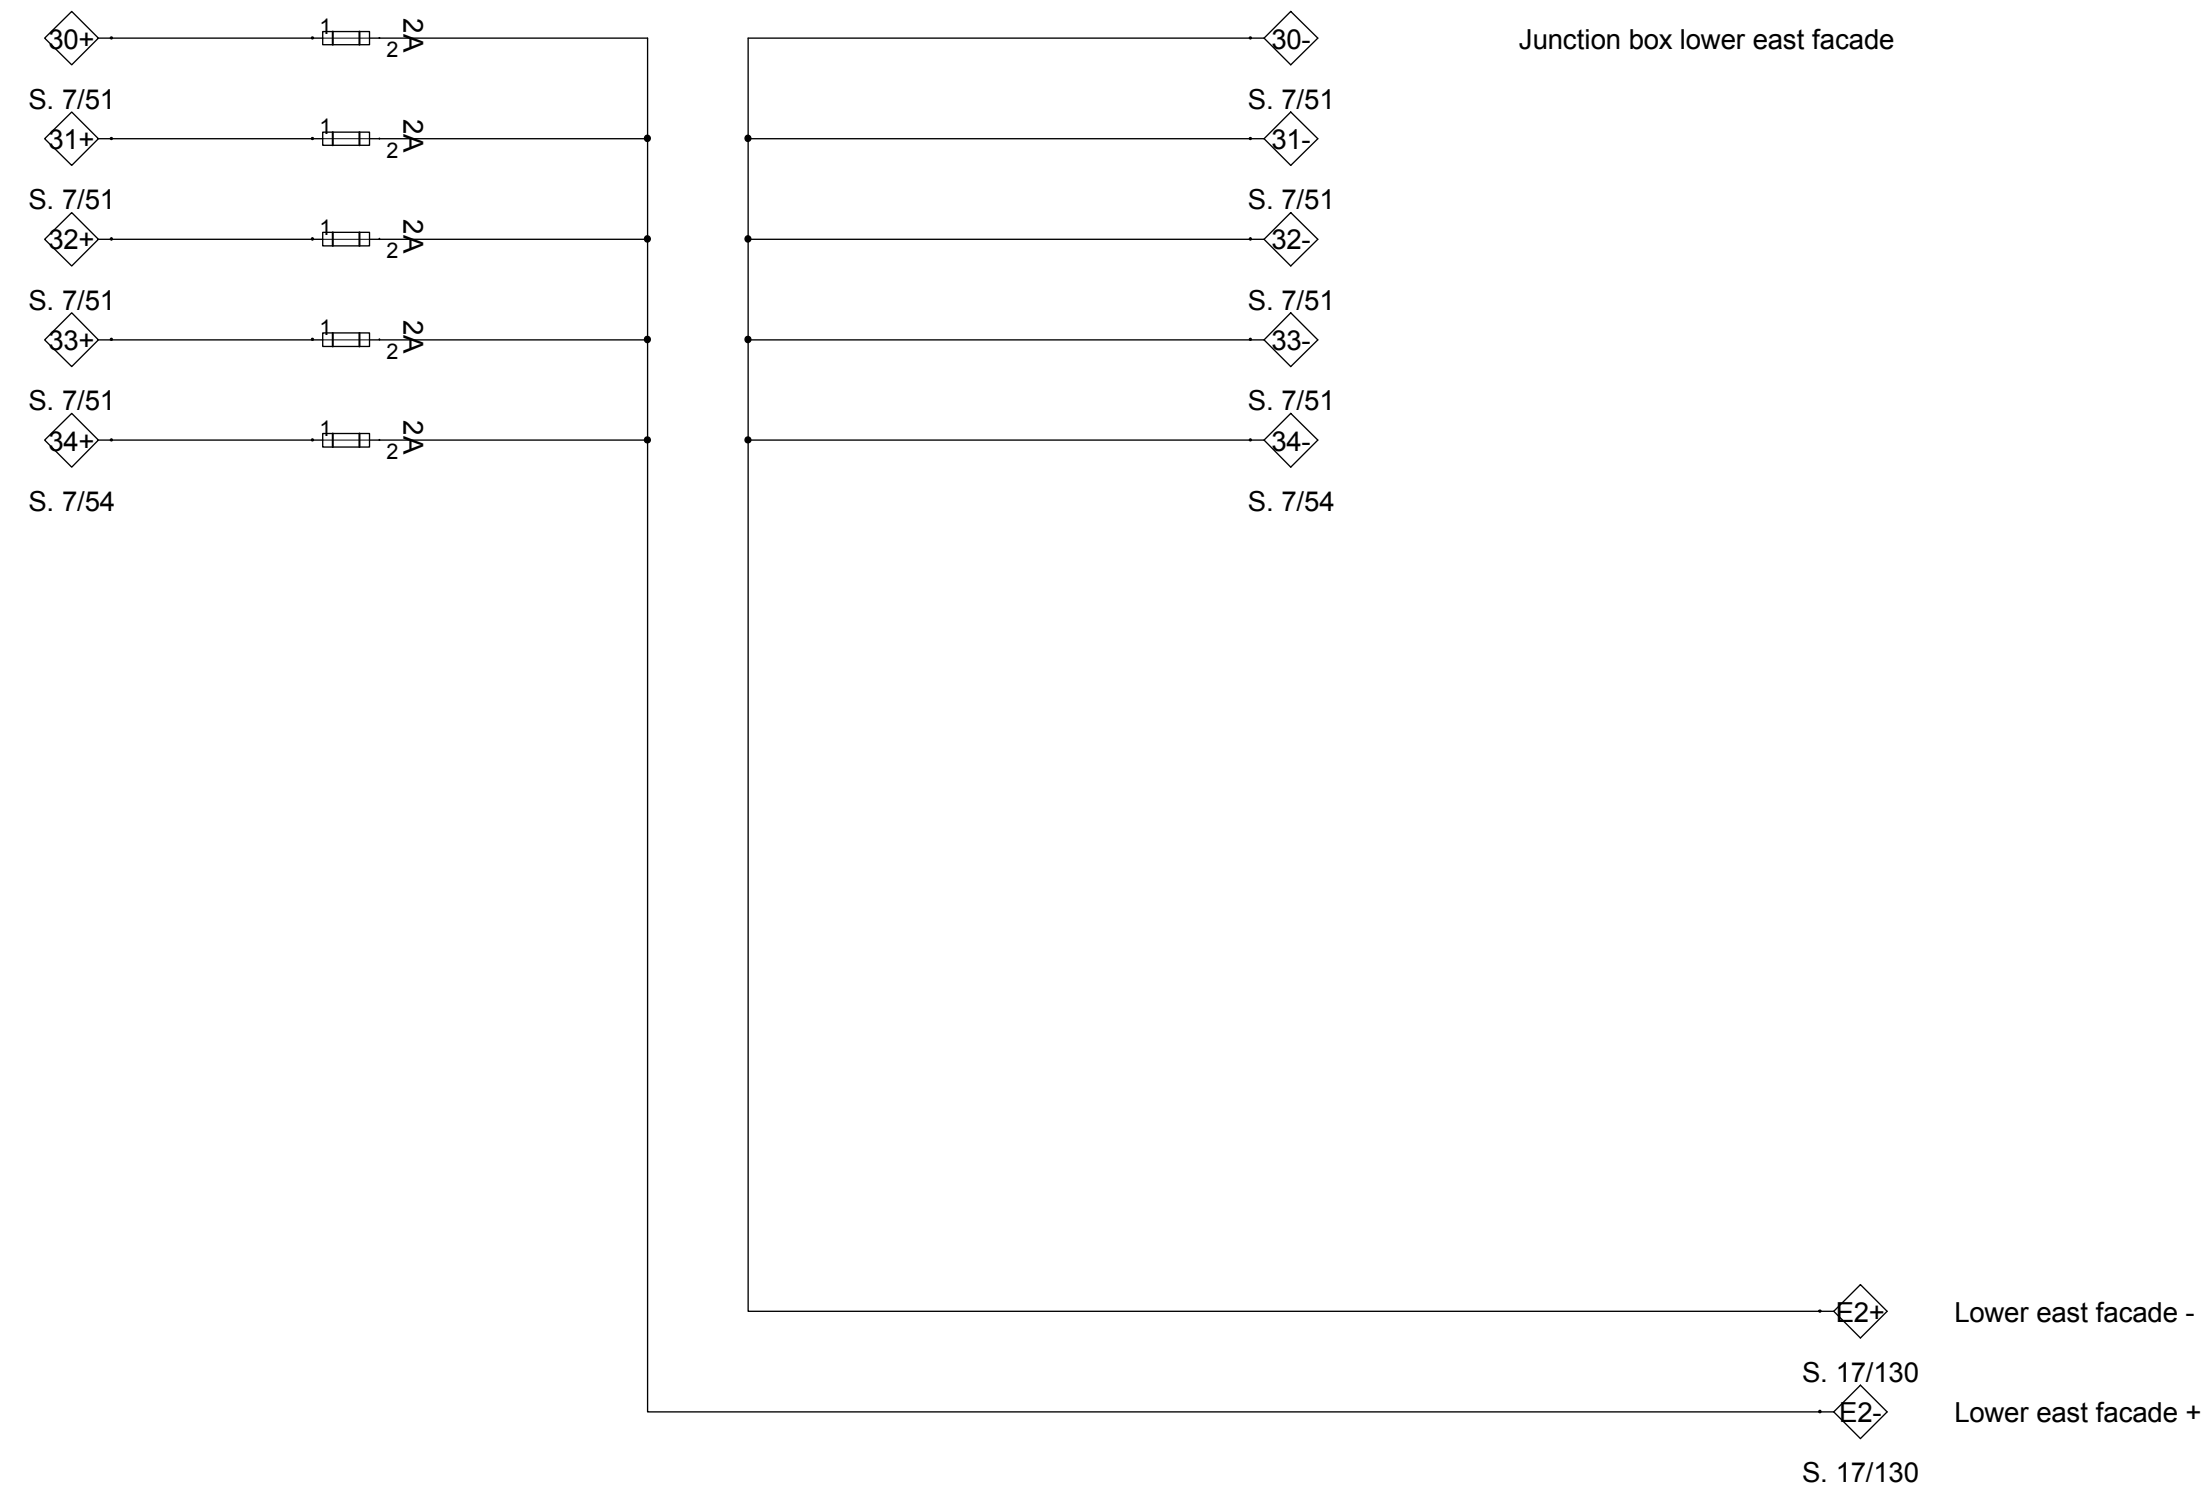 30+ 1 2 2A 30- Junction box lower east facade
S. 7/51 S. 7/51
31+ 1 2 2A 31-
S. 7/51 S. 7/51
32+ 1 2 2A 32-
S. 7/51 S. 7/51
33+ 1 2 2A 33-
S. 7/51 S. 7/51
34+ 1 2 2A 34-
S. 7/54 S. 7/54
E2+ Lower east facade -
S. 17/130
E2- Lower east facade +
S. 17/130